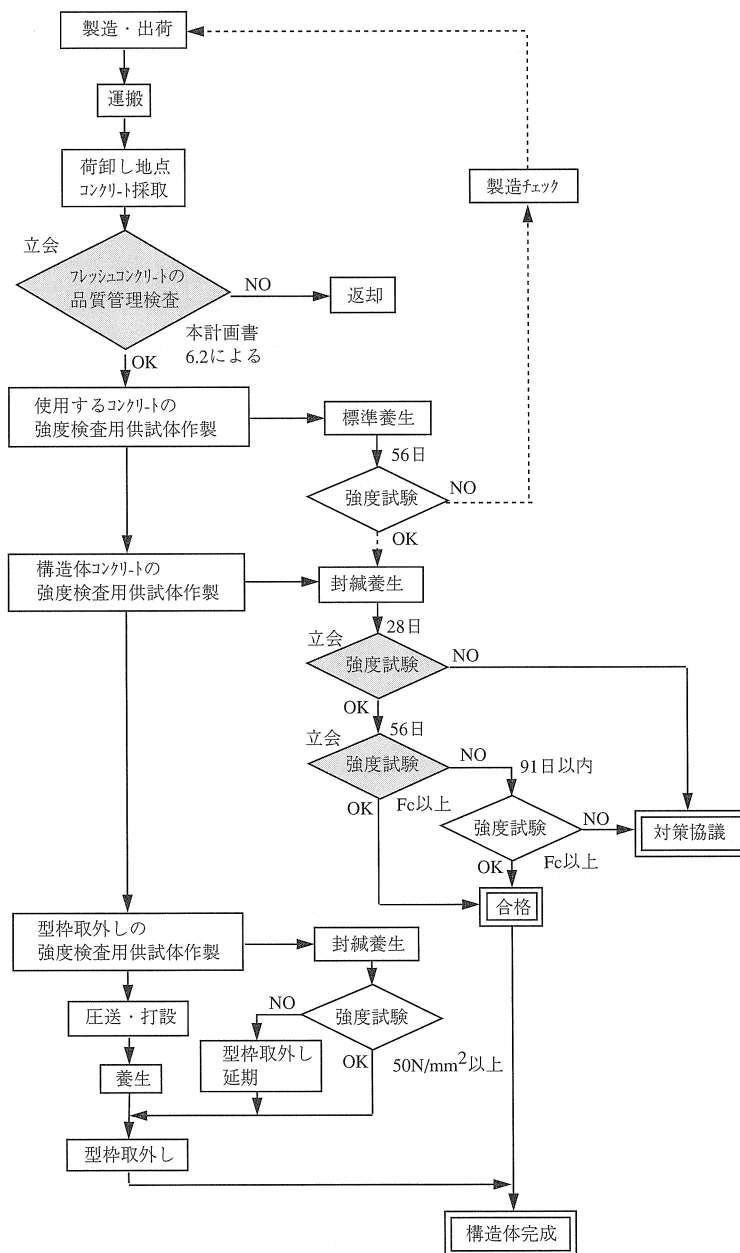 製造・出荷
運搬
荷卸し地点
コンクリート採取
製造チェック
立会
フレッシュコンクリートの
品質管理検査
NO
返却
本計画書
6.2による
OK
使用するコンクリートの
強度検査用供試体作製
標準養生
56日
強度試験
NO
OK
構造体コンクリートの
強度検査用供試体作製
封緘養生
28日
立会
強度試験
NO
OK
56日
立会
強度試験
NO
91日以内
OK
Fc以上
強度試験
NO
対策協議
OK
Fc以上
合格
型枠取外しの
強度検査用供試体作製
封緘養生
NO
強度試験
圧送・打設
型枠取外し
延期
OK
50N/mm²以上
養生
型枠取外し
構造体完成